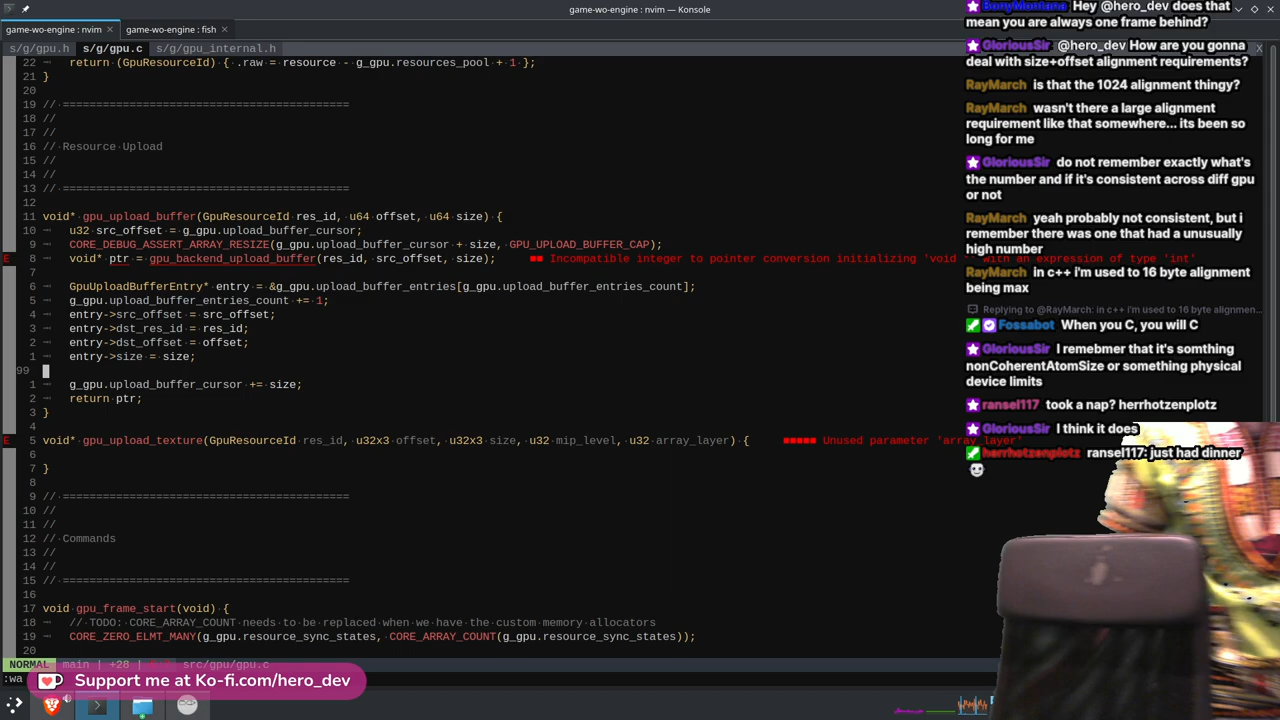 game-wo-engine : nvim — Konsole
game-wo-engine : nvim
game-wo-engine : fish
s/g/gpu.h s/g/gpu.c s/g/gpu_internal.h
22 return (GpuResourceId) { .raw = resource - g_gpu.resources_pool + 1 };
21 }
20
19 // ===========================================
18 //
17 //
16 // Resource Upload
15 //
14 //
13 // ===========================================
12
11 void* gpu_upload_buffer(GpuResourceId res_id, u64 offset, u64 size) {
10 u32 src_offset = g_gpu.upload_buffer_cursor;
9 CORE_DEBUG_ASSERT_ARRAY_RESIZE(g_gpu.upload_buffer_cursor + size, GPU_UPLOAD_BUFFER_CAP);
E 8 void* ptr = gpu_backend_upload_buffer(res_id, src_offset, size); ■■ Incompatible integer to pointer conversion initializing 'void *' with an expression of type 'int'
7
6 GpuUploadBufferEntry* entry = &g_gpu.upload_buffer_entries[g_gpu.upload_buffer_entries_count];
5 g_gpu.upload_buffer_entries_count += 1;
4 entry->src_offset = src_offset;
3 entry->dst_res_id = res_id;
2 entry->dst_offset = offset;
1 entry->size = size;
99
1 g_gpu.upload_buffer_cursor += size;
2 return ptr;
3 }
4
E 5 void* gpu_upload_texture(GpuResourceId res_id, u32x3 offset, u32x3 size, u32 mip_level, u32 array_layer) { ■■■■■ Unused parameter 'array_layer'
6
7 }
8
9 // ===========================================
10 //
11 //
12 // Commands
13 //
14 //
15 // ===========================================
16
17 void gpu_frame_start(void) {
18 // TODO: CORE_ARRAY_COUNT needs to be replaced when we have the custom memory allocators
19 CORE_ZERO_ELMT_MANY(g_gpu.resource_sync_states, CORE_ARRAY_COUNT(g_gpu.resource_sync_states));
20
NORMAL main | +28 | src/gpu/gpu.c
:wa
Support me at Ko-fi.com/hero_dev
BonyMontana Hey @hero_dev does that
mean you are always one frame behind?
GloriousSir @hero_dev How are you gonna
deal with size+offset alignment requirements?
RayMarch is that the 1024 alignment thingy?
RayMarch wasn't there a large alignment
requirement like that somewhere... its been so
long for me
GloriousSir do not remember exactly what's
the number and if it's consistent across diff gpu
or not
RayMarch yeah probably not consistent, but i
remember there was one that had a unusually
high number
RayMarch in c++ i'm used to 16 byte alignment
being max
Replying to @RayMarch: in c++ i'm used to 16 byte alignmen...
Fossabot When you C, you will C
GloriousSir I remebmer that it's somthing
nonCoherentAtomSize or something physical
device limits
ransel117 took a nap? herrhotzenplotz
GloriousSir I think it does
herrhotzenplotz ransel117: just had dinner